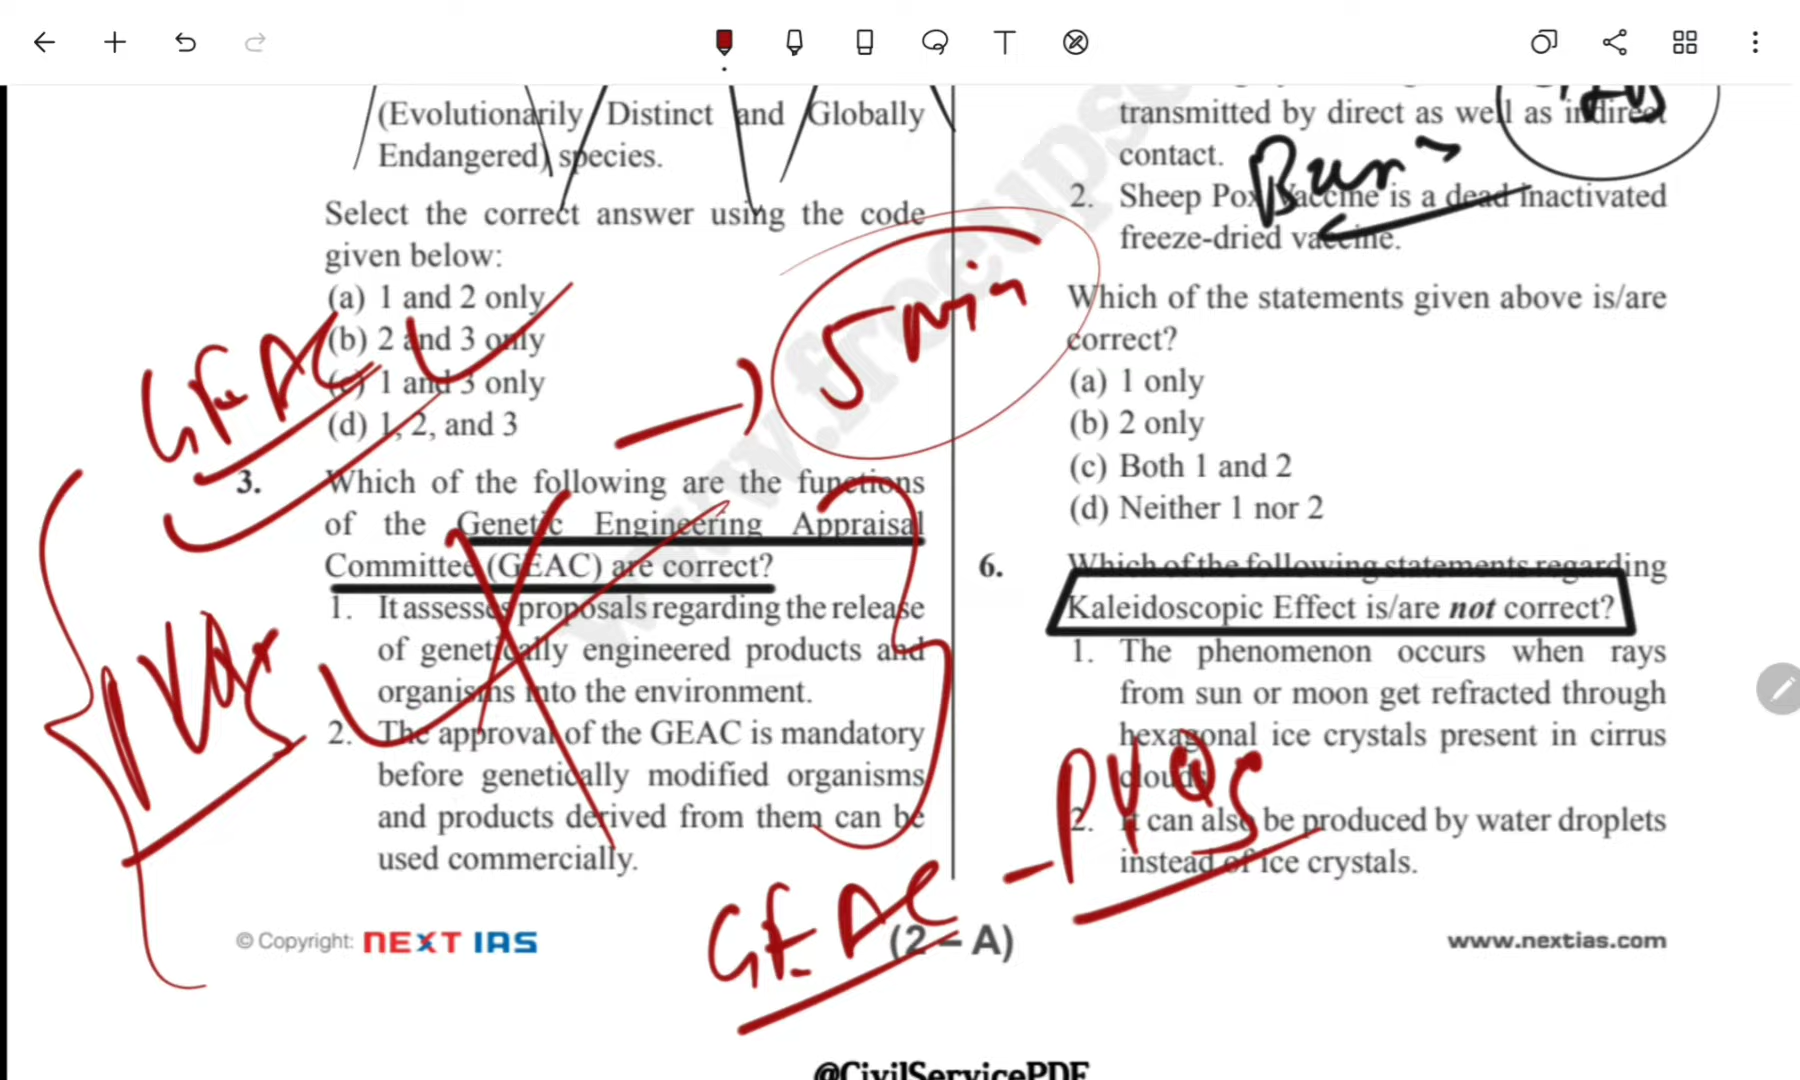 (Evolutionarily Distinct and Globally
Endangered) species.
Select the correct answer using the code
given below:
(a) 1 and 2 only
(b) 2 and 3 only
(c) 1 and 3 only
(d) 1, 2, and 3
GEAC
5 min
3. Which of the following are the functions
of the Genetic Engineering Appraisal
Committee (GEAC) are correct?
1. It assesses proposals regarding the release
of genetically engineered products and
organisms into the environment.
2. The approval of the GEAC is mandatory
before genetically modified organisms
and products derived from them can be
used commercially.
transmitted by direct as well as indirect
contact.
2. Sheep Pox Vaccine is a dead inactivated
freeze-dried vaccine.
Which of the statements given above is/are
correct?
(a) 1 only
(b) 2 only
(c) Both 1 and 2
(d) Neither 1 nor 2
6. Which of the following statements regarding
Kaleidoscopic Effect is/are not correct?
1. The phenomenon occurs when rays
from sun or moon get refracted through
hexagonal ice crystals present in cirrus
clouds.
2. It can also be produced by water droplets
instead of ice crystals.
GEAC - PYQs
© Copyright: NEXT IAS
(2 – A)
www.nextias.com
@CivilServicePDF